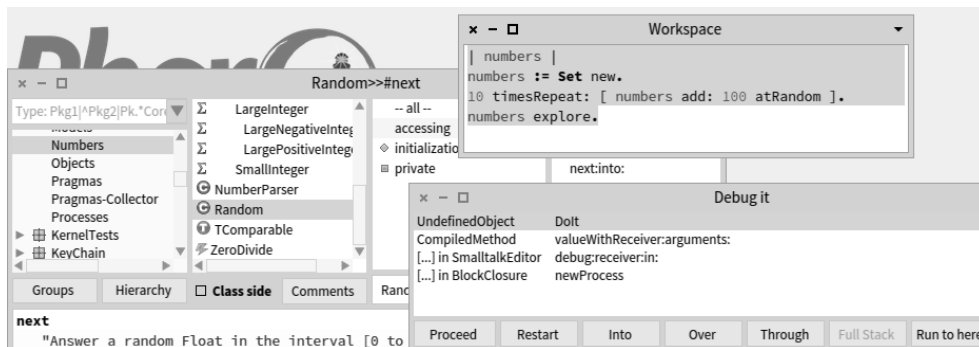 Pharo
Workspace
| numbers |
numbers := Set new.
10 timesRepeat: [ numbers add: 100 atRandom ].
numbers explore.
Random>>#next
Type: Pkg1|^Pkg2|Pk.*Core
Models
Numbers
Objects
Pragmas
Pragmas-Collector
Processes
KernelTests
KeyChain
LargeInteger
LargeNegativeInteg
LargePositiveIntege
SmallInteger
NumberParser
Random
TComparable
ZeroDivide
-- all --
accessing
initializatio
private
next:into:
Groups
Hierarchy
Class side
Comments
Rand
next
"Answer a random Float in the interval [0 to
Debug it
UndefinedObject DoIt
CompiledMethod valueWithReceiver:arguments:
[...] in SmalltalkEditor debug:receiver:in:
[...] in BlockClosure newProcess
Proceed
Restart
Into
Over
Through
Full Stack
Run to here